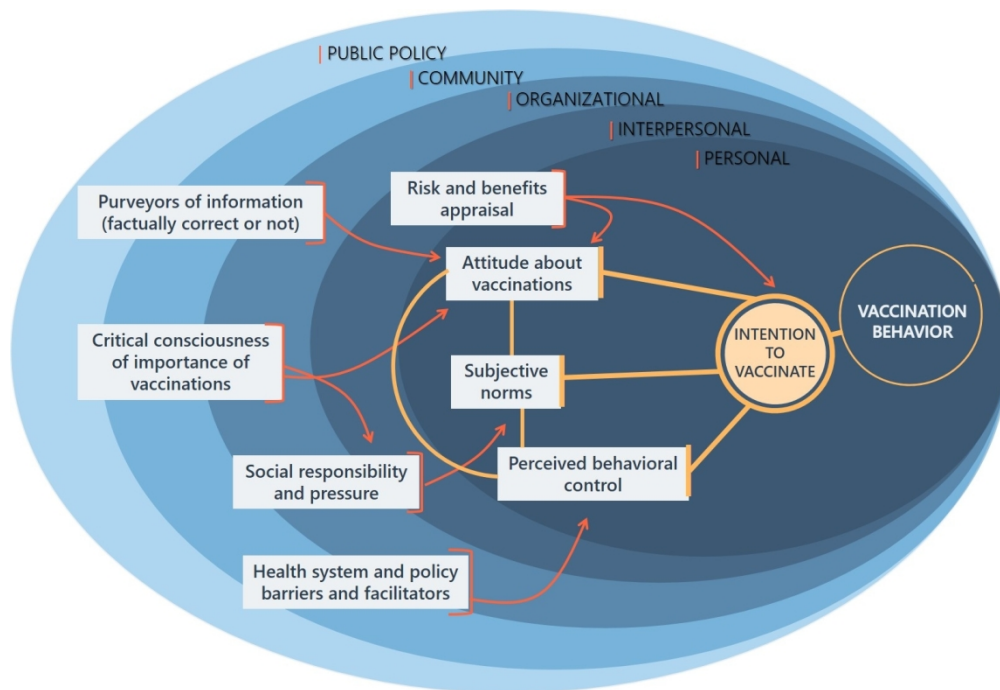 PUBLIC POLICY
COMMUNITY
ORGANIZATIONAL
INTERPERSONAL
PERSONAL
Purveyors of information
(factually correct or not)
Risk and benefits
appraisal
Attitude about
vaccinations
Critical consciousness
of importance of
vaccinations
Subjective
norms
INTENTION
TO
VACCINATE
VACCINATION
BEHAVIOR
Social responsibility
and pressure
Perceived behavioral
control
Health system and policy
barriers and facilitators